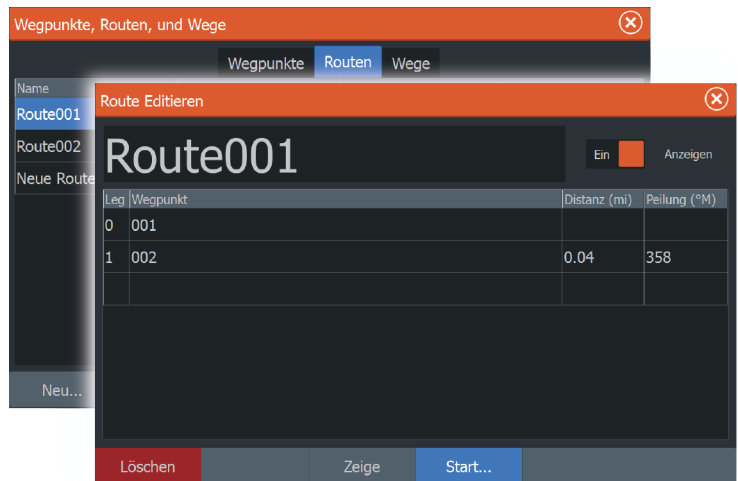 Wegpunkte, Routen, und Wege
Wegpunkte Routen Wege
Name
Route001
Route002
Neue Route
Neu...
Route Editieren
Route001
Ein Anzeigen
Leg Wegpunkt Distanz (mi) Peilung (°M)
0 001
1 002 0.04 358
Löschen Zeige Start...